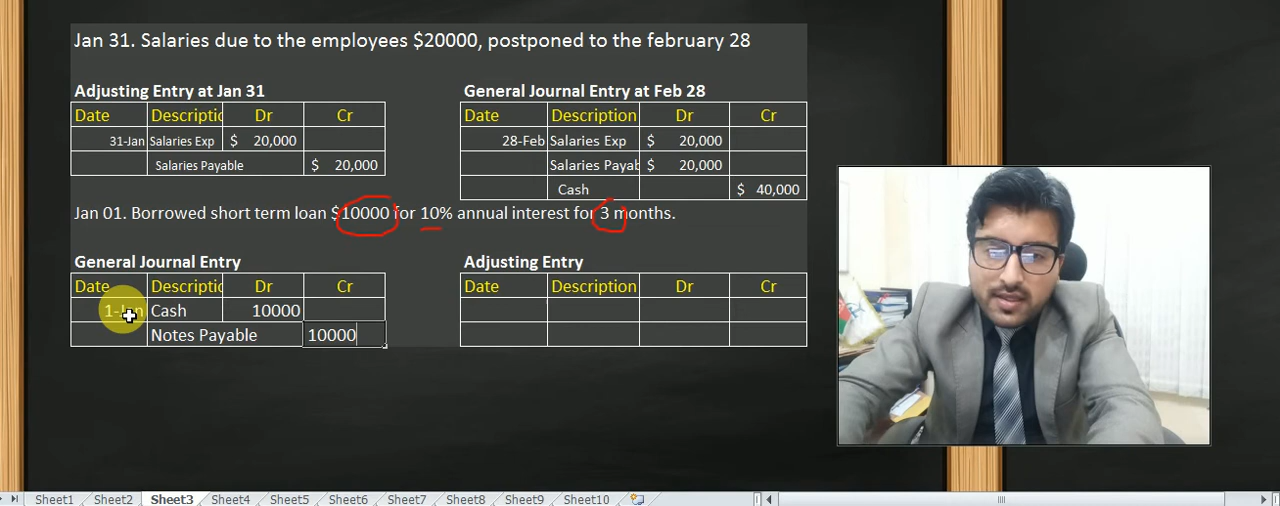 Jan 31. Salaries due to the employees $20000, postponed to the february 28
Adjusting Entry at Jan 31
Date Descriptic Dr Cr
31-Jan Salaries Exp $ 20,000
Salaries Payable $ 20,000
General Journal Entry at Feb 28
Date Description Dr Cr
28-Feb Salaries Exp $ 20,000
Salaries Payab $ 20,000
Cash $ 40,000
Jan 01. Borrowed short term loan $10000 for 10% annual interest for 3 months.
General Journal Entry
Date Descriptic Dr Cr
1-Jan Cash 10000
Notes Payable 10000
Adjusting Entry
Date Description Dr Cr
Sheet1 Sheet2 Sheet3 Sheet4 Sheet5 Sheet6 Sheet7 Sheet8 Sheet9 Sheet10